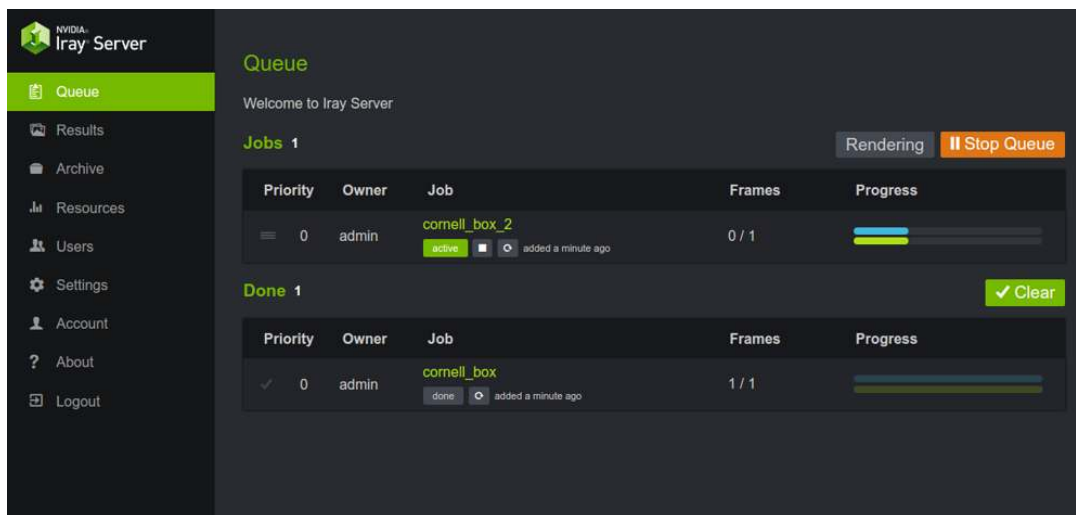 NVIDIA.
Iray Server
Queue
Results
Archive
Resources
Users
Settings
Account
? About
Logout
Queue
Welcome to Iray Server
Jobs 1
Rendering Stop Queue
Priority Owner Job Frames Progress
0 admin cornell_box_2 0 / 1
active added a minute ago
Done 1
Clear
Priority Owner Job Frames Progress
0 admin cornell_box 1 / 1
done added a minute ago